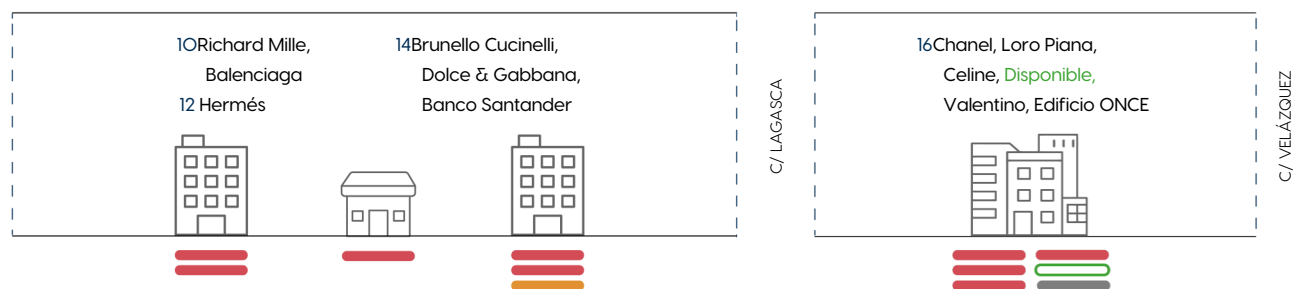 10Richard Mille,
Balenciaga
12 Hermés
14Brunello Cucinelli,
Dolce & Gabbana,
Banco Santander
C/ LAGASCA
16Chanel, Loro Piana,
Celine, Disponible,
Valentino, Edificio ONCE
C/ VELÁZQUEZ